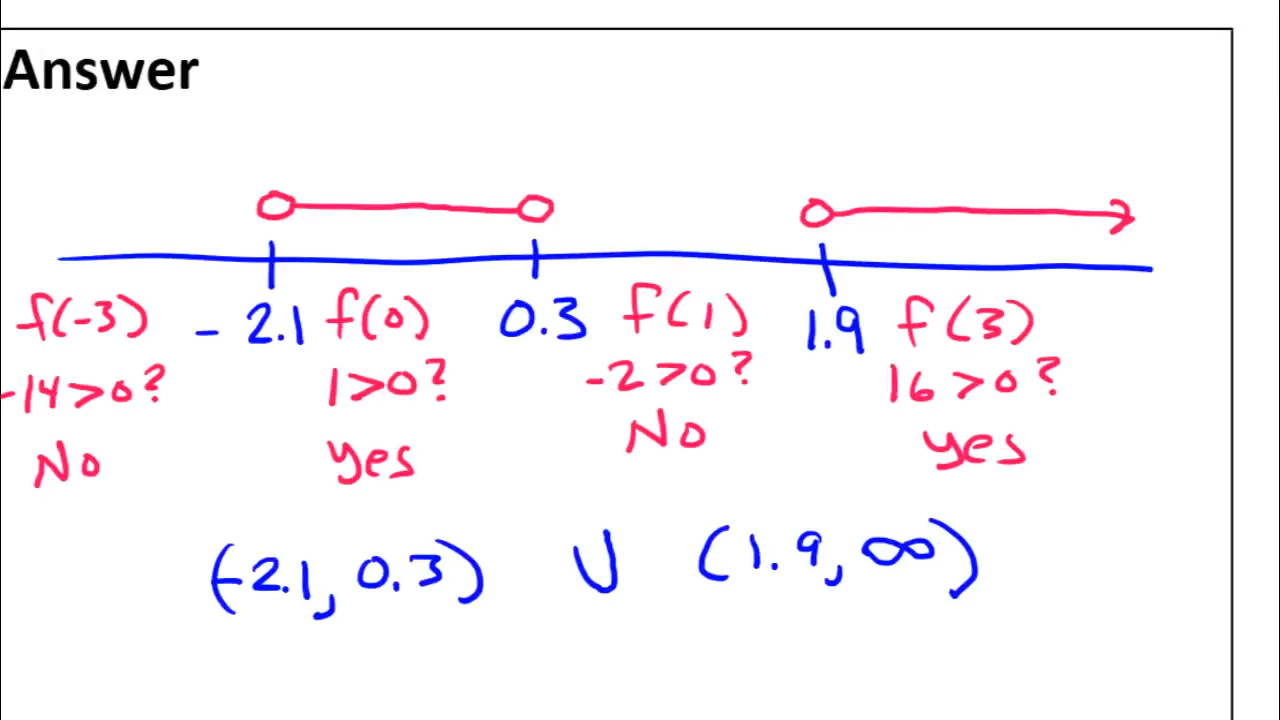 Answer
f(-3) -2.1 f(0) 0.3 f(1) 1.9 f(3)
-14>0? 1>0? -2>0? 16>0?
No yes No yes
(-2.1, 0.3) ∪ (1.9, ∞)